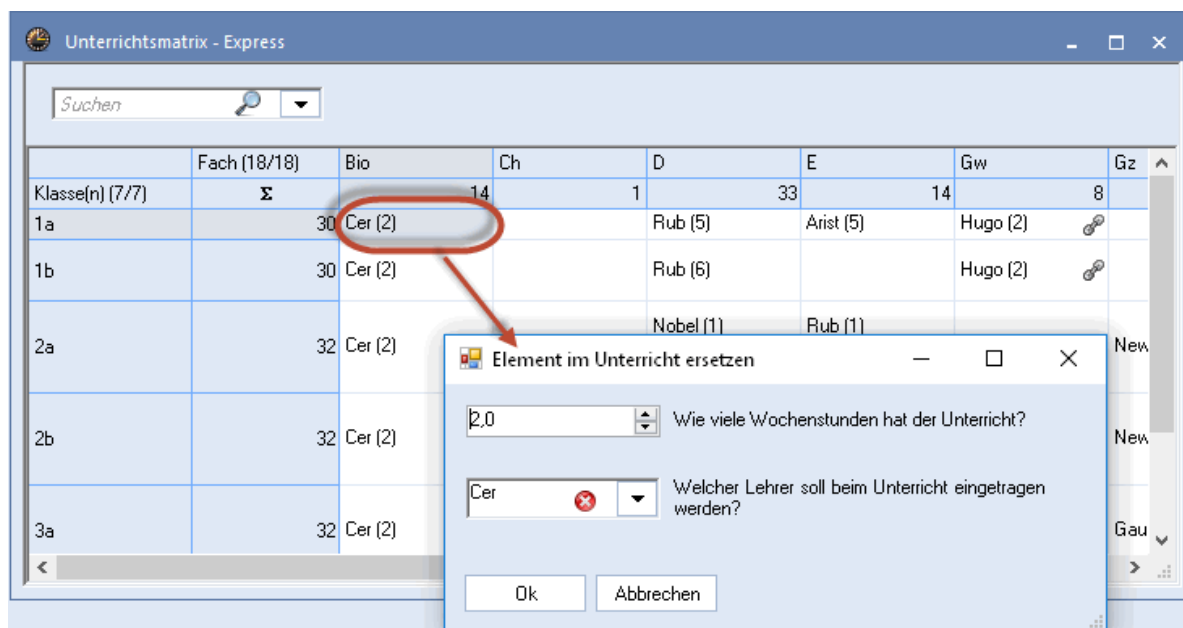 Unterrichtsmatrix - Express
Suchen
Fach (18/18) Bio Ch D E Gw Gz
Klasse(n) (7/7) Σ 14 1 33 14 8
1a 30 Cer (2) Rub (5) Arist (5) Hugo (2)
1b 30 Cer (2) Rub (6) Hugo (2)
Nobel (1) Rub (1)
2a 32 Cer (2) New
Element im Unterricht ersetzen
2,0 Wie viele Wochenstunden hat der Unterricht?
2b 32 Cer (2) New
Cer Welcher Lehrer soll beim Unterricht eingetragen
werden?
3a 32 Cer (2) Gau
Ok Abbrechen